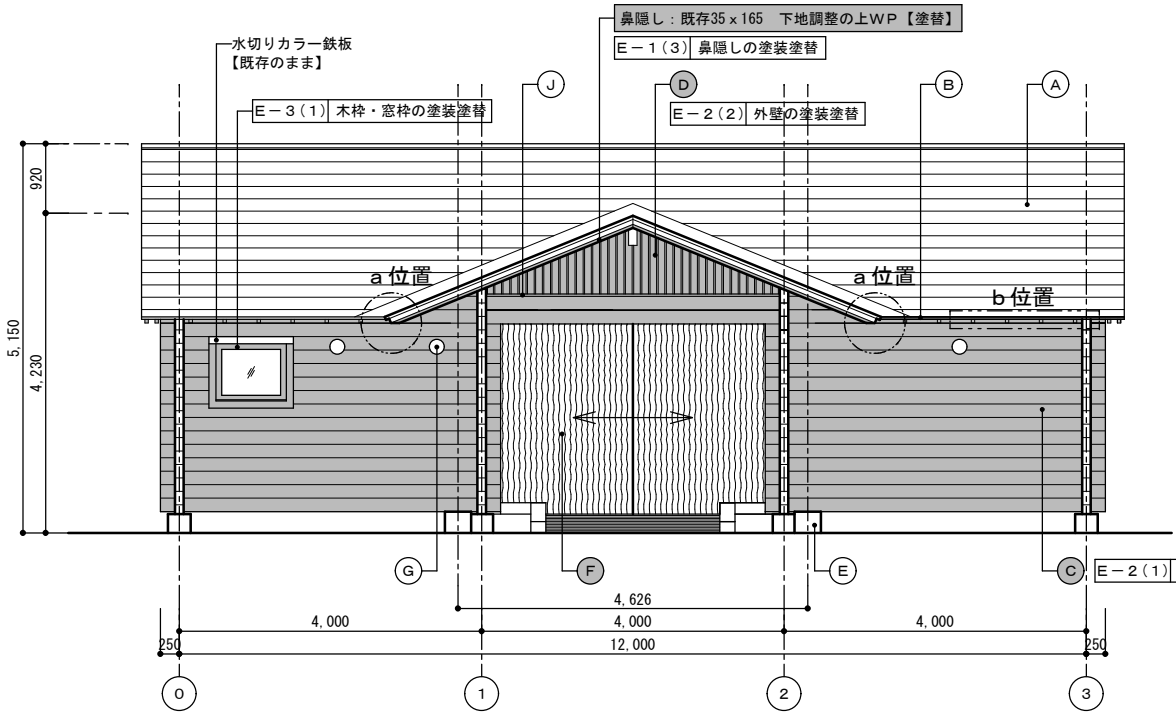 鼻隠し：既存35ｘ165　下地調整の上ＷＰ【塗替】
Ｅ－１(３) 鼻隠しの塗装塗替
水切りカラー鉄板
【既存のまま】
Ｊ
Ｄ
Ｂ
Ａ
Ｅ－３(１) 木枠・窓枠の塗装塗替
Ｅ－２(２) 外壁の塗装塗替
920
5,150
4,230
ａ位置
ａ位置
ｂ位置
Ｇ
Ｆ
Ｅ
Ｃ
Ｅ－２(１)
4,626
4,000
4,000
4,000
250
12,000
250
０
１
２
３